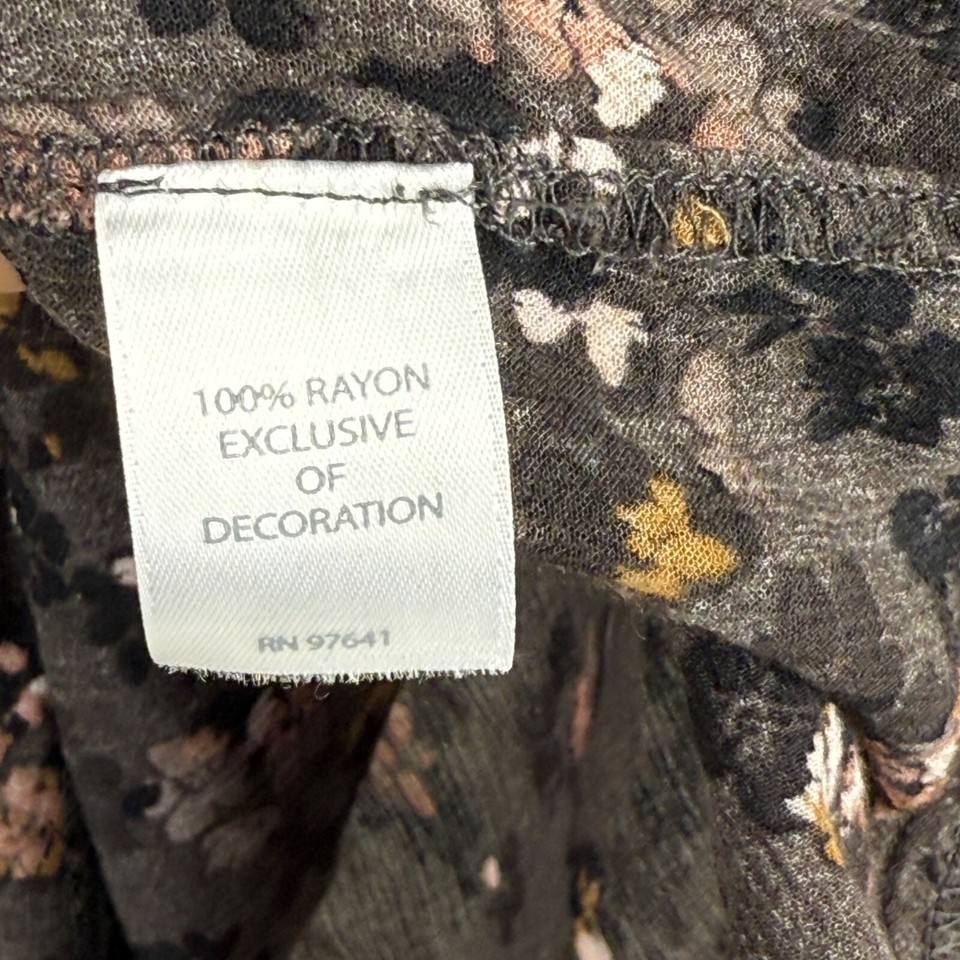 100% RAYON
EXCLUSIVE
OF
DECORATION
RN 97641